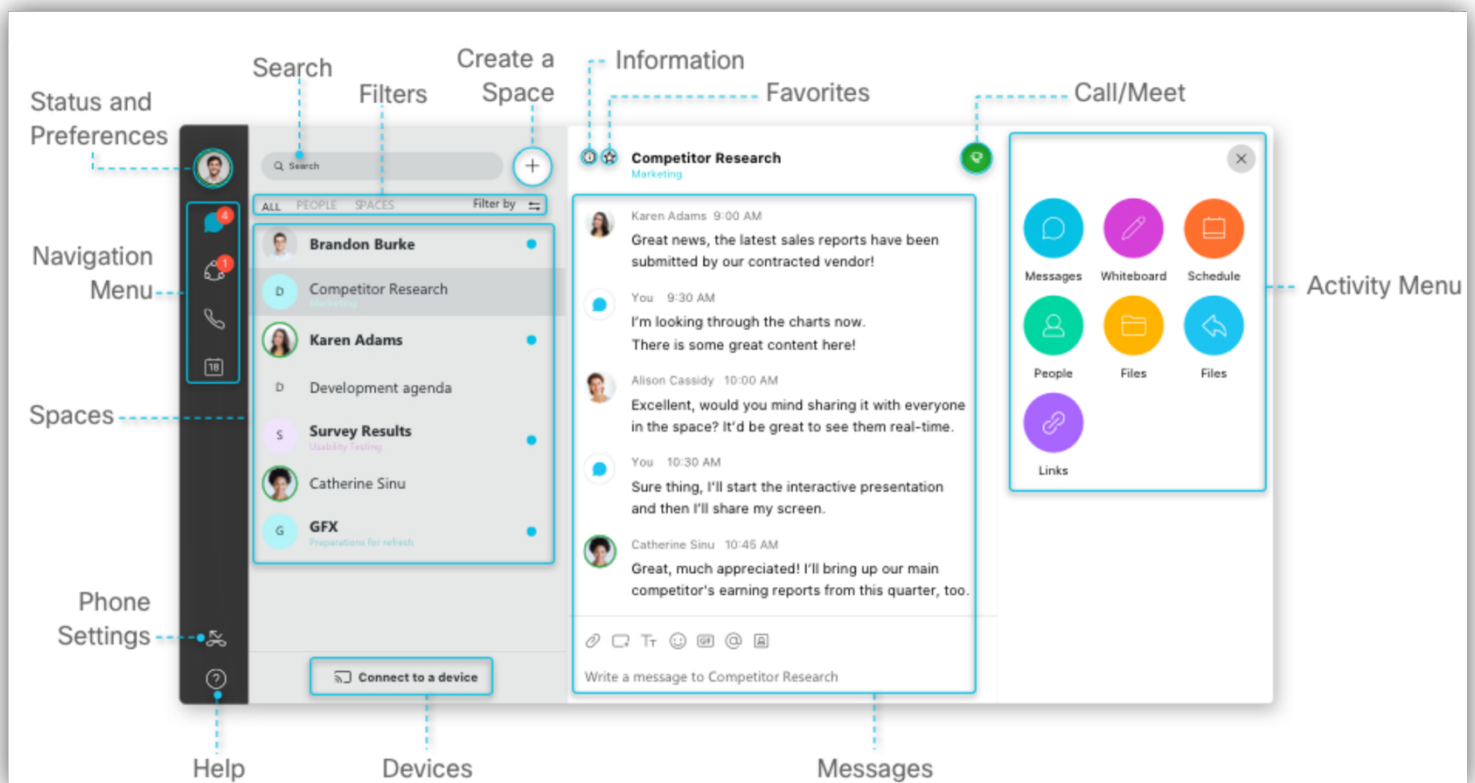 Search
Filters
Create a
Space
Information
Favorites
Call/Meet
Status and
Preferences
Navigation
Menu
Spaces
Phone
Settings
Help
Devices
Messages
Activity Menu
4
1
18
Search
ALL PEOPLE SPACES Filter by
Brandon Burke
D Competitor Research
Marketing
Karen Adams
D Development agenda
S Survey Results
Usability Testing
Catherine Sinu
G GFX
Preparations for refresh
Connect to a device
Competitor Research
Marketing
Karen Adams 9:00 AM
Great news, the latest sales reports have been
submitted by our contracted vendor!
You 9:30 AM
I'm looking through the charts now.
There is some great content here!
Alison Cassidy 10:00 AM
Excellent, would you mind sharing it with everyone
in the space? It'd be great to see them real-time.
You 10:30 AM
Sure thing, I'll start the interactive presentation
and then I'll share my screen.
Catherine Sinu 10:45 AM
Great, much appreciated! I'll bring up our main
competitor's earning reports from this quarter, too.
GIF
Write a message to Competitor Research
Messages Whiteboard Schedule
People Files Files
Links